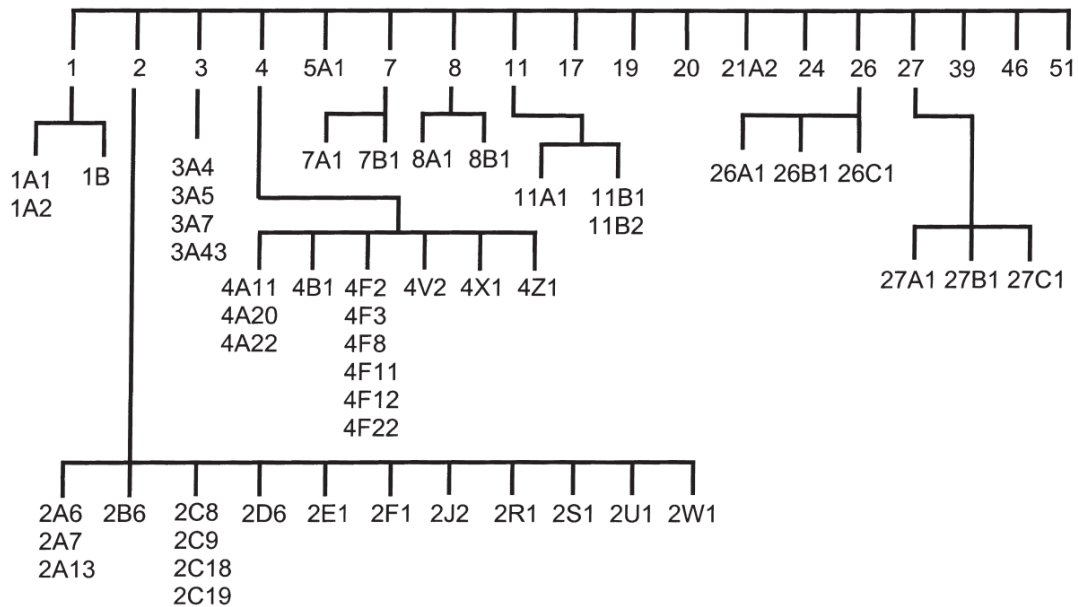 1 2 3 4 5A1 7 8 11 17 19 20 21A2 24 26 27 39 46 51
1A1 1B
1A2
3A4
3A5
3A7
3A43
7A1 7B1 8A1 8B1
11A1 11B1
11B2
26A1 26B1 26C1
27A1 27B1 27C1
4A11 4B1 4F2 4V2 4X1 4Z1
4A20 4F3
4A22 4F8
4F11
4F12
4F22
2A6 2B6 2C8 2D6 2E1 2F1 2J2 2R1 2S1 2U1 2W1
2A7 2C9
2A13 2C18
2C19